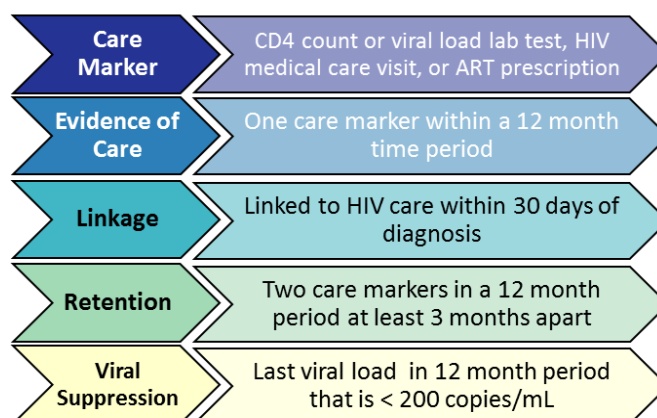 Care
Marker
CD4 count or viral load lab test, HIV
medical care visit, or ART prescription
Evidence of
Care
One care marker within a 12 month
time period
Linkage
Linked to HIV care within 30 days of
diagnosis
Retention
Two care markers in a 12 month
period at least 3 months apart
Viral
Suppression
Last viral load in 12 month period
that is < 200 copies/mL